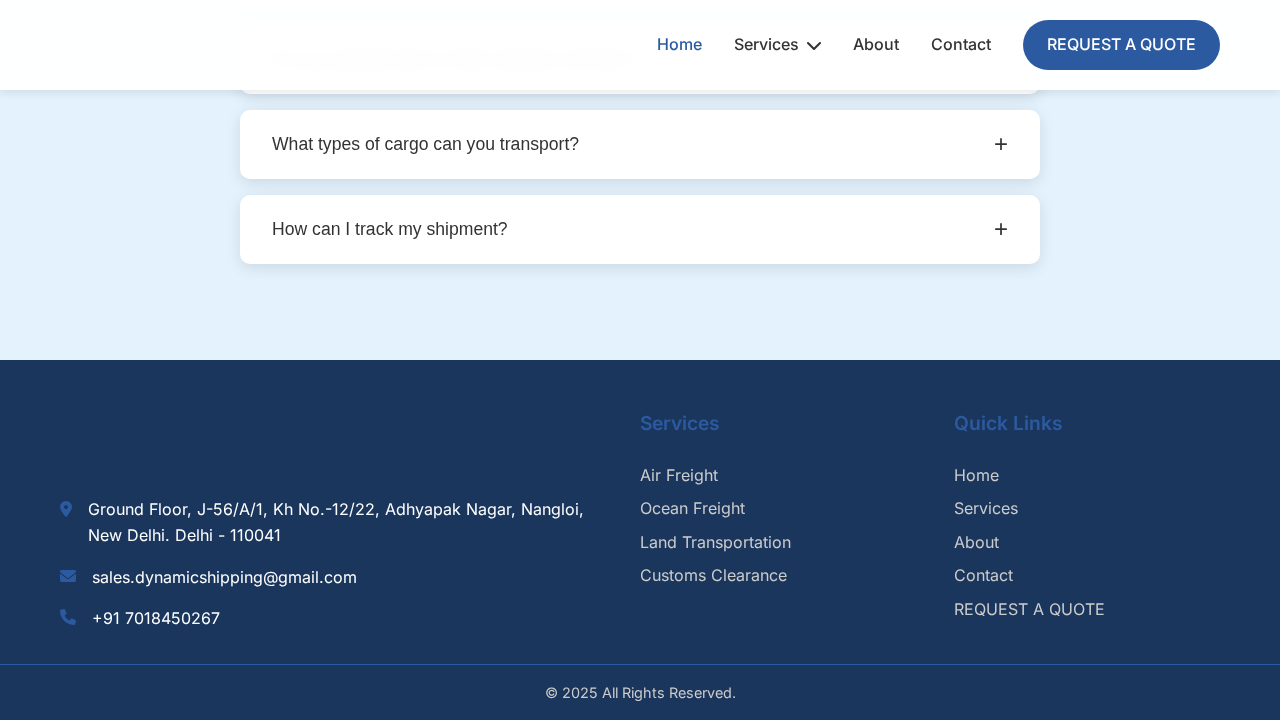 Home
Services
About
Contact
REQUEST A QUOTE
What types of cargo can you transport?
+
How can I track my shipment?
+
Ground Floor, J-56/A/1, Kh No.-12/22, Adhyapak Nagar, Nangloi,
New Delhi. Delhi - 110041
sales.dynamicshipping@gmail.com
+91 7018450267
Services
Air Freight
Ocean Freight
Land Transportation
Customs Clearance
Quick Links
Home
Services
About
Contact
REQUEST A QUOTE
© 2025 All Rights Reserved.